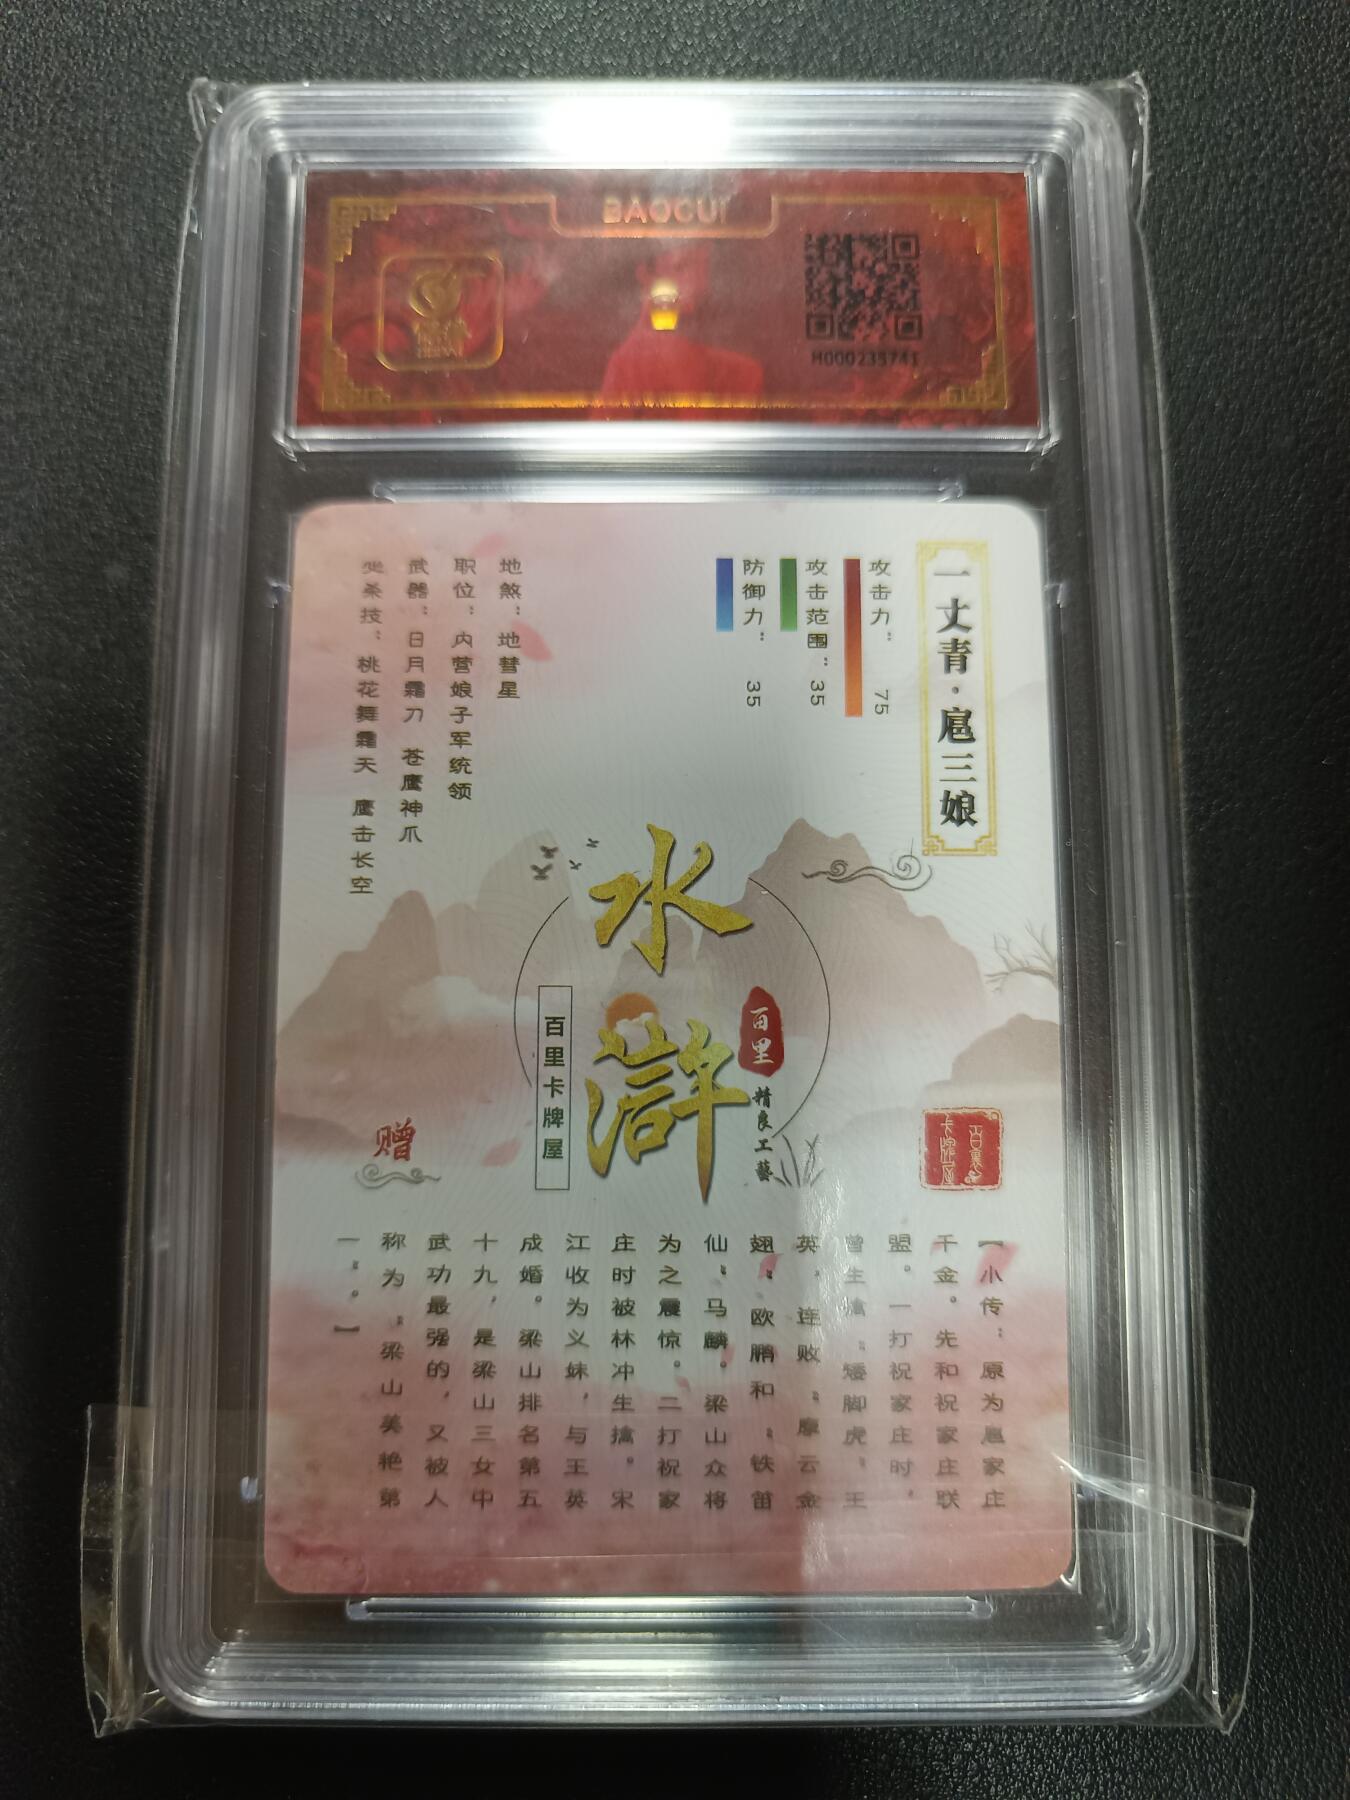 BAOCUI
H000235741
一丈青·扈三娘
攻击力： 75
攻击范围：35
防御力： 35
地煞：地彗星
职位：内营娘子军统领
武器：日月霜刀 苍鹰神爪
必杀技：桃花舞霜天 鹰击长空
水浒
百里
精良工藝
百里卡牌屋
赠
【小传：原为扈家庄
千金。先和祝家庄联
盟。一打祝家庄时，
曾生擒“矮脚虎”王
英，连败“摩云金
翅”欧鹏和“铁笛
仙”马麟。梁山众将
为之震惊。二打祝家
庄时被林冲生擒。宋
江收为义妹，与王英
成婚。梁山排名第五
十九，是梁山三女中
武功最强的，又被人
称为“梁山美艳第
一”。】